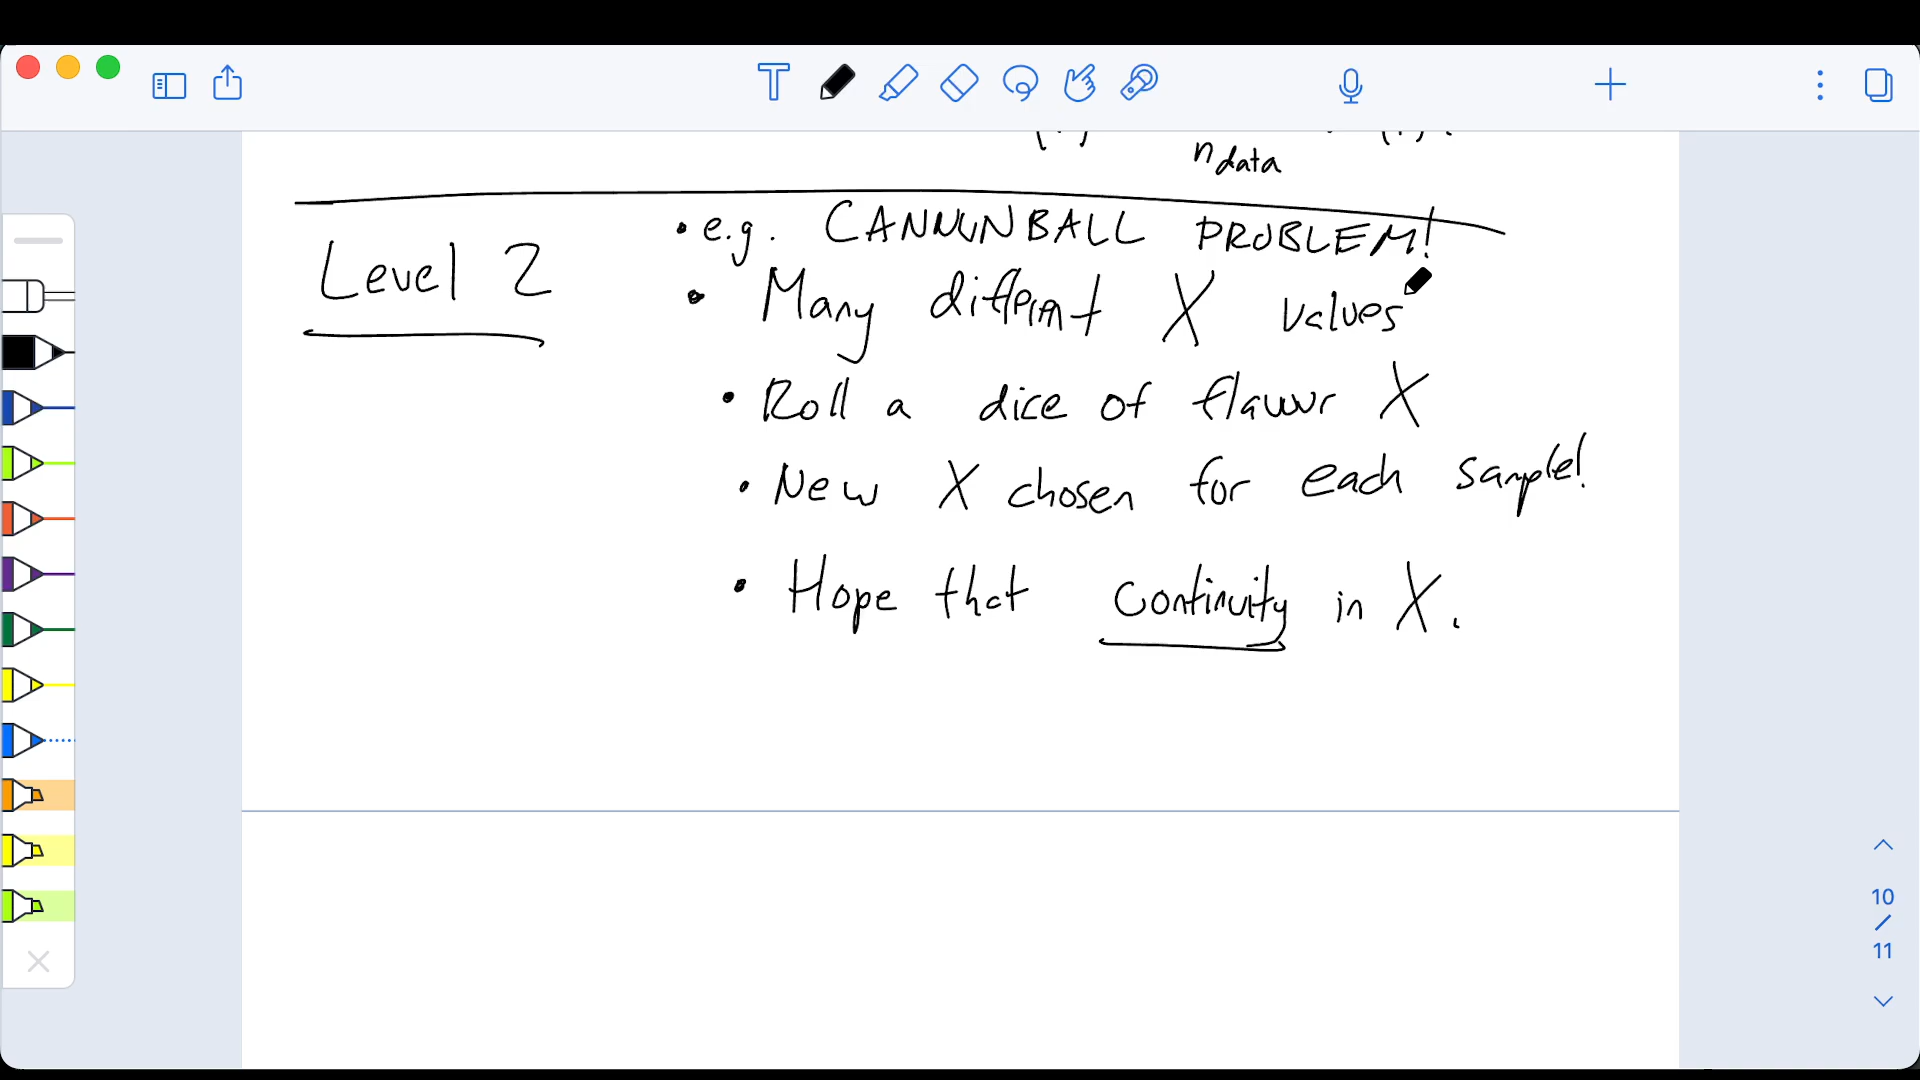 n data
• e.g. CANNONBALL PROBLEM!
Level 2
• Many different X values
• Roll a dice of flavour X
• New X chosen for each sample!
• Hope that continuity in X.
10
/
11